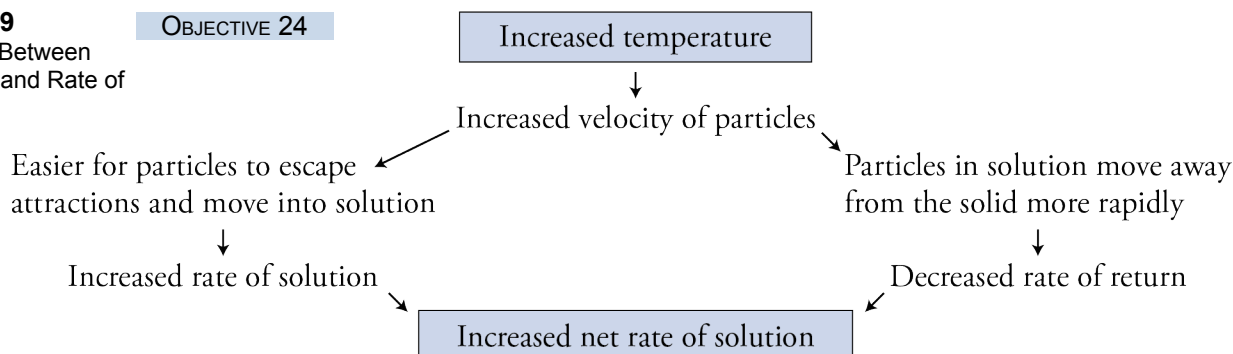 9
Between
and Rate of
OBJECTIVE 24
Increased temperature
Increased velocity of particles
Easier for particles to escape
attractions and move into solution
Particles in solution move away
from the solid more rapidly
Increased rate of solution
Decreased rate of return
Increased net rate of solution